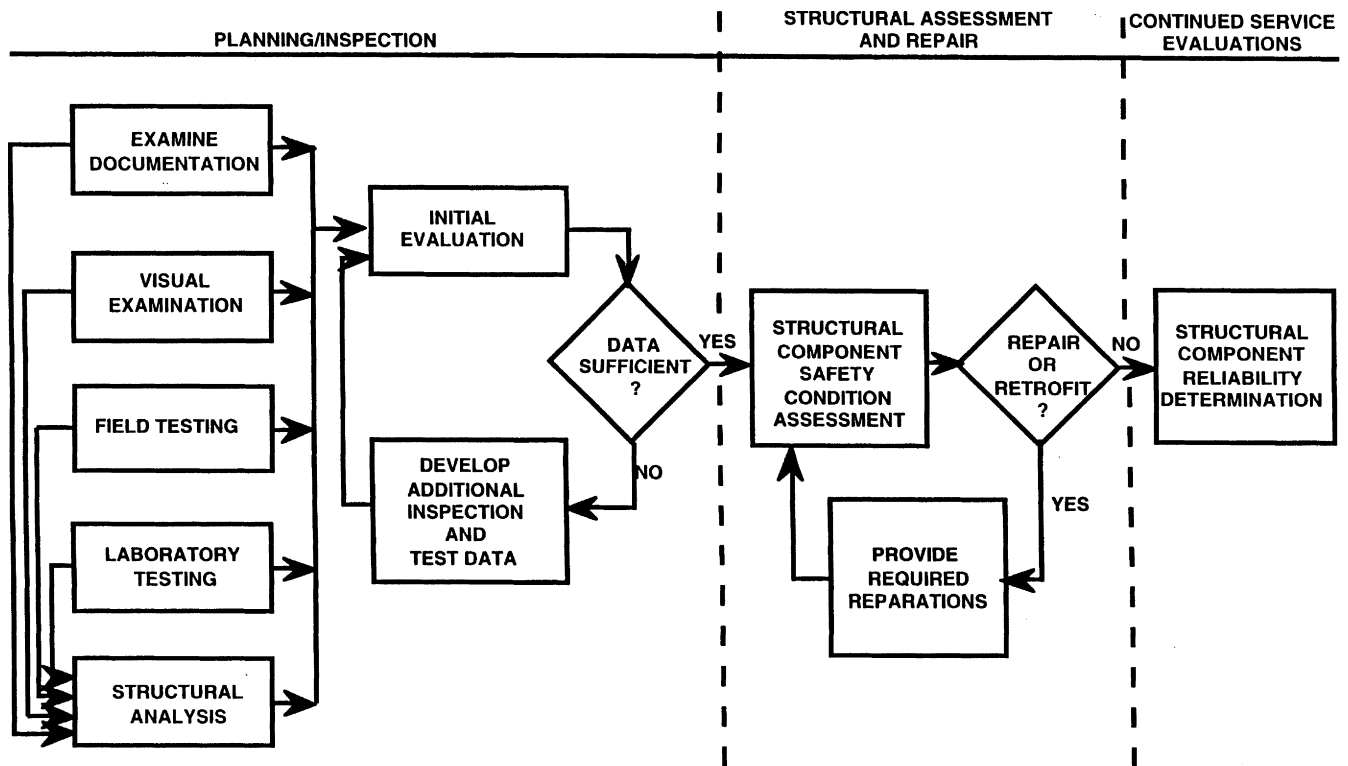 PLANNING/INSPECTION
STRUCTURAL ASSESSMENT
AND REPAIR
CONTINUED SERVICE
EVALUATIONS
EXAMINE
DOCUMENTATION
VISUAL
EXAMINATION
FIELD TESTING
LABORATORY
TESTING
STRUCTURAL
ANALYSIS
INITIAL
EVALUATION
DATA
SUFFICIENT
?
YES
NO
DEVELOP
ADDITIONAL
INSPECTION
AND
TEST DATA
STRUCTURAL
COMPONENT
SAFETY
CONDITION
ASSESSMENT
REPAIR
OR
RETROFIT
?
NO
YES
PROVIDE
REQUIRED
REPARATIONS
STRUCTURAL
COMPONENT
RELIABILITY
DETERMINATION